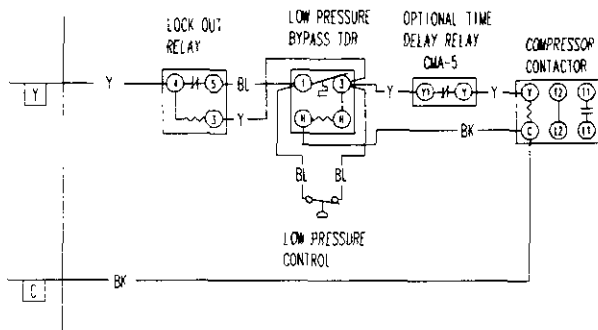 LOCK OUT
RELAY
LOW PRESSURE
BYPASS TDR
OPTIONAL TIME
DELAY RELAY
CMA-5
COMPRESSOR
CONTACTOR
Y
Y
4
5
BL
1
3
Y
Y1
Y
Y
Y
T2
T1
3
Y
H
H
BK
C
L2
L1
BL
BL
LOW PRESSURE
CONTROL
C
BK